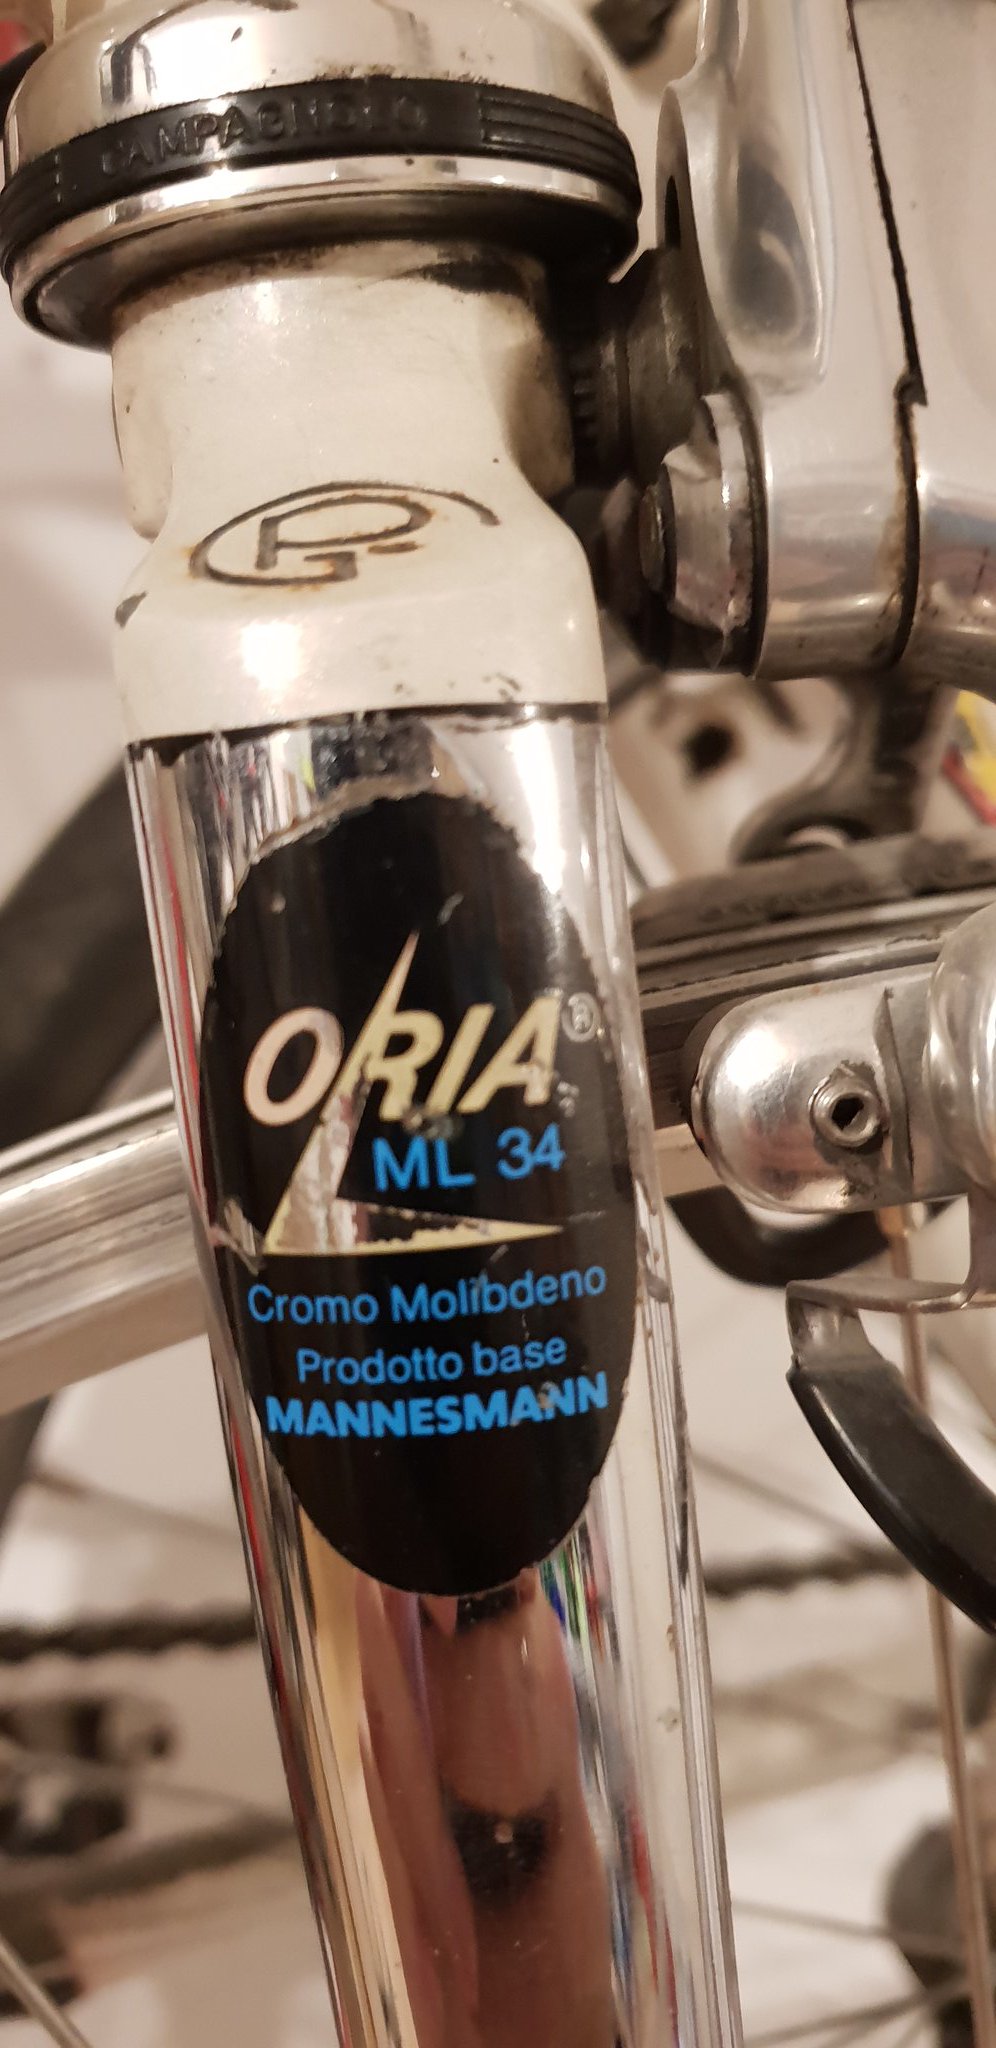 CAMPAGNOLO
ORIA®
ML 34
Cromo Molibdeno
Prodotto base
MANNESMANN